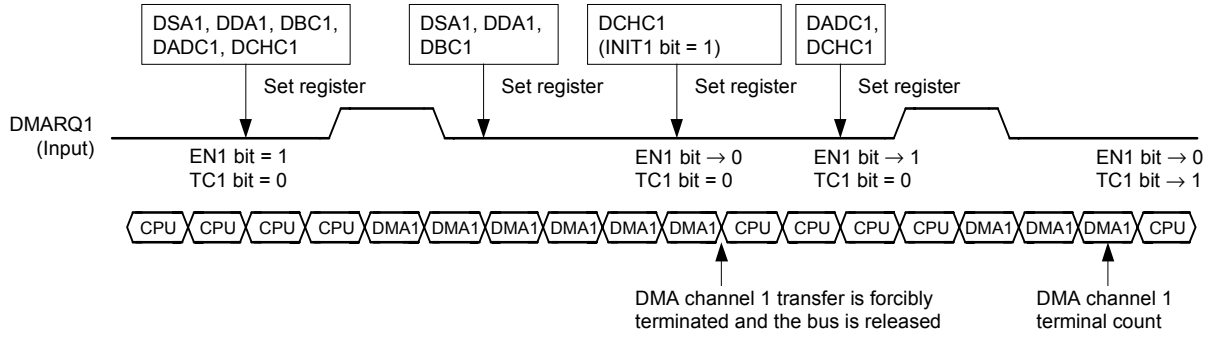 DSA1, DDA1, DBC1,
DADC1, DCHC1
DSA1, DDA1,
DBC1
DCHC1
(INIT1 bit = 1)
DADC1,
DCHC1
Set register
Set register
Set register
Set register
DMARQ1
(Input)
EN1 bit = 1
TC1 bit = 0
EN1 bit → 0
TC1 bit = 0
EN1 bit → 1
TC1 bit = 0
EN1 bit → 0
TC1 bit → 1
CPU CPU CPU CPU DMA1 DMA1 DMA1 DMA1 DMA1 DMA1 CPU CPU CPU CPU DMA1 DMA1 DMA1 CPU
DMA channel 1 transfer is forcibly
terminated and the bus is released
DMA channel 1
terminal count